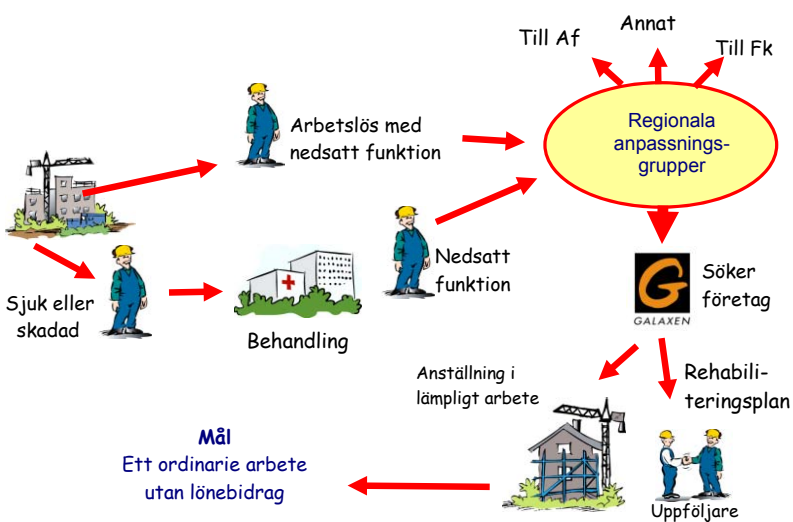 Till Af
Annat
Till Fk
Arbetslös med
nedsatt funktion
Regionala
anpassnings-
grupper
Sjuk eller
skadad
Behandling
Nedsatt
funktion
G
GALAXEN
Söker
företag
Anställning i
lämpligt arbete
Rehabili-
teringsplan
Mål
Ett ordinarie arbete
utan lönebidrag
Uppföljare